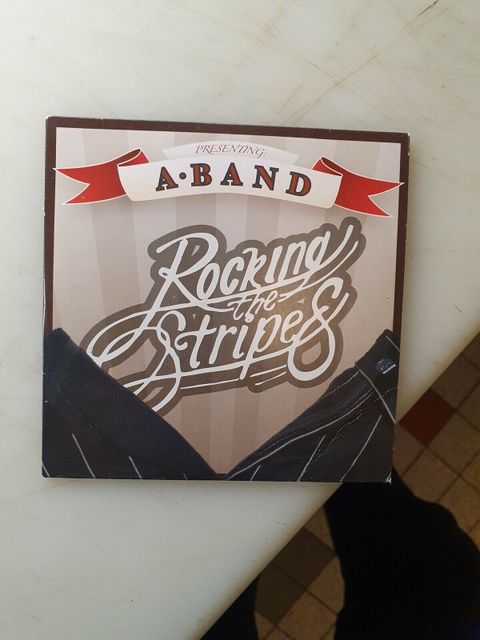 PRESENTING:
A·BAND
Rocking
the
Stripes